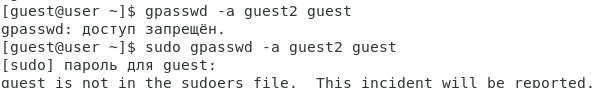 [guest@user ~]$ gpasswd -a guest2 guest
gpasswd: доступ запрещён.
[guest@user ~]$ sudo gpasswd -a guest2 guest
[sudo] пароль для guest:
guest is not in the sudoers file.  This incident will be reported.